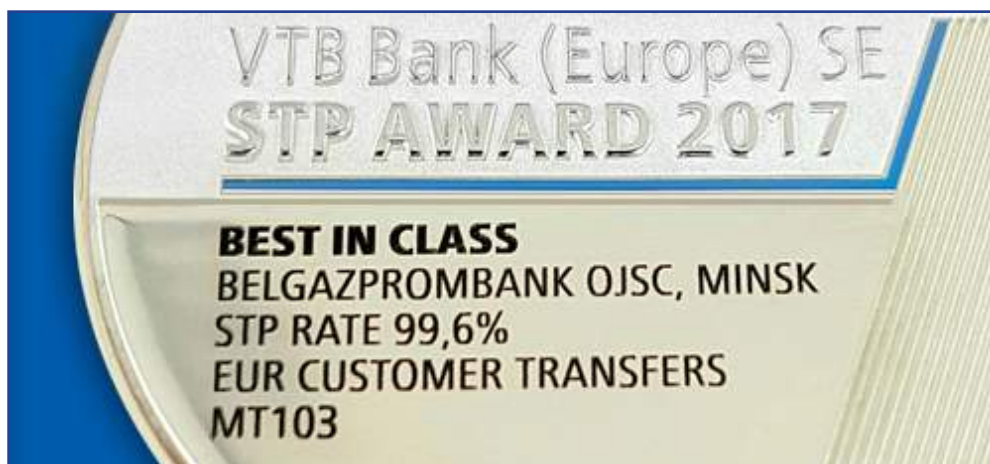 VTB Bank (Europe) SE
STP AWARD 2017
BEST IN CLASS
BELGAZPROMBANK OJSC, MINSK
STP RATE 99,6%
EUR CUSTOMER TRANSFERS
MT103